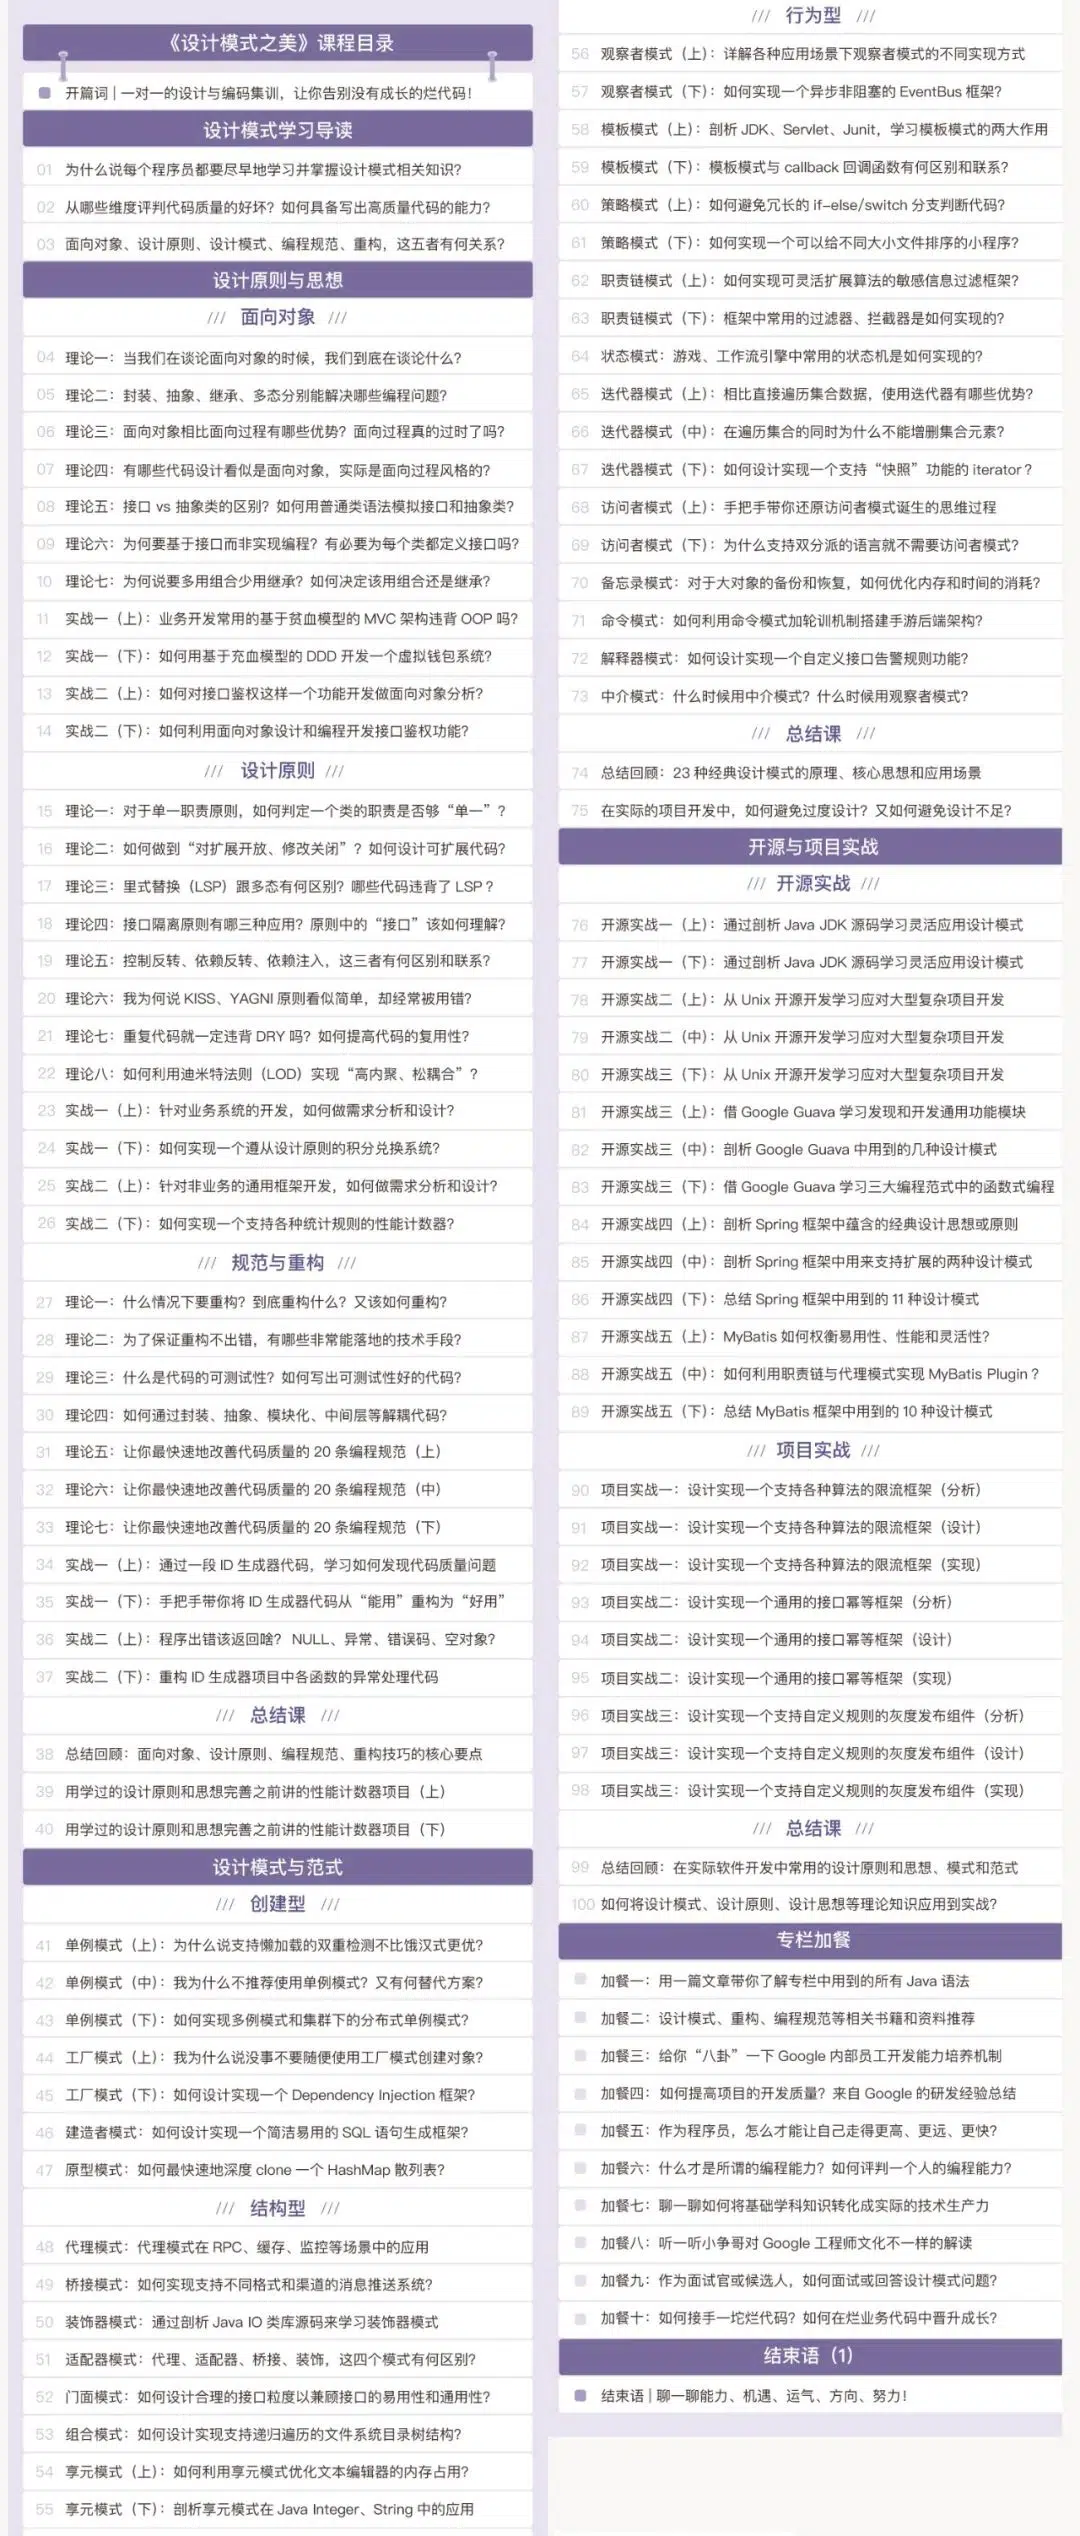 《设计模式之美》课程目录
开篇词 | 一对一的设计与编码集训，让你告别没有成长的烂代码！
设计模式学习导读
01 为什么说每个程序员都要尽早地学习并掌握设计模式相关知识？
02 从哪些维度评判代码质量的好坏？如何具备写出高质量代码的能力？
03 面向对象、设计原则、设计模式、编程规范、重构，这五者有何关系？
设计原则与思想
/// 面向对象 ///
04 理论一：当我们在谈论面向对象的时候，我们到底在谈论什么？
05 理论二：封装、抽象、继承、多态分别能解决哪些编程问题？
06 理论三：面向对象相比面向过程有哪些优势？面向过程真的过时了吗？
07 理论四：有哪些代码设计看似是面向对象，实际是面向过程风格的？
08 理论五：接口 vs 抽象类的区别？如何用普通类语法模拟接口和抽象类？
09 理论六：为何要基于接口而非实现编程？有必要为每个类都定义接口吗？
10 理论七：为何说要多用组合少用继承？如何决定该用组合还是继承？
11 实战一（上）：业务开发常用的基于贫血模型的 MVC 架构违背 OOP 吗？
12 实战一（下）：如何用基于充血模型的 DDD 开发一个虚拟钱包系统？
13 实战二（上）：如何对接口鉴权这样一个功能开发做面向对象分析？
14 实战二（下）：如何利用面向对象设计和编程开发接口鉴权功能？
/// 设计原则 ///
15 理论一：对于单一职责原则，如何判定一个类的职责是否够“单一”？
16 理论二：如何做到“对扩展开放、修改关闭”？如何设计可扩展代码？
17 理论三：里式替换（LSP）跟多态有何区别？哪些代码违背了 LSP？
18 理论四：接口隔离原则有哪三种应用？原则中的“接口”该如何理解？
19 理论五：控制反转、依赖反转、依赖注入，这三者有何区别和联系？
20 理论六：我为何说 KISS、YAGNI 原则看似简单，却经常被用错？
21 理论七：重复代码就一定违背 DRY 吗？如何提高代码的复用性？
22 理论八：如何利用迪米特法则（LOD）实现“高内聚、松耦合”？
23 实战一（上）：针对业务系统的开发，如何做需求分析和设计？
24 实战一（下）：如何实现一个遵从设计原则的积分兑换系统？
25 实战二（上）：针对非业务的通用框架开发，如何做需求分析和设计？
26 实战二（下）：如何实现一个支持各种统计规则的性能计数器？
/// 规范与重构 ///
27 理论一：什么情况下要重构？到底重构什么？又该如何重构？
28 理论二：为了保证重构不出错，有哪些非常能落地的技术手段？
29 理论三：什么是代码的可测试性？如何写出可测试性好的代码？
30 理论四：如何通过封装、抽象、模块化、中间层等解耦代码？
31 理论五：让你最快速地改善代码质量的 20 条编程规范（上）
32 理论六：让你最快速地改善代码质量的 20 条编程规范（中）
33 理论七：让你最快速地改善代码质量的 20 条编程规范（下）
34 实战一（上）：通过一段 ID 生成器代码，学习如何发现代码质量问题
35 实战一（下）：手把手带你将 ID 生成器代码从“能用”重构为“好用”
36 实战二（上）：程序出错该返回啥？NULL、异常、错误码、空对象？
37 实战二（下）：重构 ID 生成器项目中各函数的异常处理代码
/// 总结课 ///
38 总结回顾：面向对象、设计原则、编程规范、重构技巧的核心要点
39 用学过的设计原则和思想完善之前讲的性能计数器项目（上）
40 用学过的设计原则和思想完善之前讲的性能计数器项目（下）
设计模式与范式
/// 创建型 ///
41 单例模式（上）：为什么说支持懒加载的双重检测不比饿汉式更优？
42 单例模式（中）：我为什么不推荐使用单例模式？又有何替代方案？
43 单例模式（下）：如何实现多例模式和集群下的分布式单例模式？
44 工厂模式（上）：我为什么说没事不要随便使用工厂模式创建对象？
45 工厂模式（下）：如何设计实现一个 Dependency Injection 框架？
46 建造者模式：如何设计实现一个简洁易用的 SQL 语句生成框架？
47 原型模式：如何最快速地深度 clone 一个 HashMap 散列表？
/// 结构型 ///
48 代理模式：代理模式在 RPC、缓存、监控等场景中的应用
49 桥接模式：如何实现支持不同格式和渠道的消息推送系统？
50 装饰器模式：通过剖析 Java IO 类库源码来学习装饰器模式
51 适配器模式：代理、适配器、桥接、装饰，这四个模式有何区别？
52 门面模式：如何设计合理的接口粒度以兼顾接口的易用性和通用性？
53 组合模式：如何设计实现支持递归遍历的文件系统目录树结构？
54 享元模式（上）：如何利用享元模式优化文本编辑器的内存占用？
55 享元模式（下）：剖析享元模式在 Java Integer、String 中的应用
/// 行为型 ///
56 观察者模式（上）：详解各种应用场景下观察者模式的不同实现方式
57 观察者模式（下）：如何实现一个异步非阻塞的 EventBus 框架？
58 模板模式（上）：剖析 JDK、Servlet、Junit，学习模板模式的两大作用
59 模板模式（下）：模板模式与 callback 回调函数有何区别和联系？
60 策略模式（上）：如何避免冗长的 if-else/switch 分支判断代码？
61 策略模式（下）：如何实现一个可以给不同大小文件排序的小程序？
62 职责链模式（上）：如何实现可灵活扩展算法的敏感信息过滤框架？
63 职责链模式（下）：框架中常用的过滤器、拦截器是如何实现的？
64 状态模式：游戏、工作流引擎中常用的状态机是如何实现的？
65 迭代器模式（上）：相比直接遍历集合数据，使用迭代器有哪些优势？
66 迭代器模式（中）：在遍历集合的同时为什么不能增删集合元素？
67 迭代器模式（下）：如何设计实现一个支持“快照”功能的 iterator？
68 访问者模式（上）：手把手带你还原访问者模式诞生的思维过程
69 访问者模式（下）：为什么支持双分派的语言就不需要访问者模式？
70 备忘录模式：对于大对象的备份和恢复，如何优化内存和时间的消耗？
71 命令模式：如何利用命令模式加轮训机制搭建手游后端架构？
72 解释器模式：如何设计实现一个自定义接口告警规则功能？
73 中介模式：什么时候用中介模式？什么时候用观察者模式？
/// 总结课 ///
74 总结回顾：23 种经典设计模式的原理、核心思想和应用场景
75 在实际的项目开发中，如何避免过度设计？又如何避免设计不足？
开源与项目实战
/// 开源实战 ///
76 开源实战一（上）：通过剖析 Java JDK 源码学习灵活应用设计模式
77 开源实战一（下）：通过剖析 Java JDK 源码学习灵活应用设计模式
78 开源实战二（上）：从 Unix 开源开发学习应对大型复杂项目开发
79 开源实战二（中）：从 Unix 开源开发学习应对大型复杂项目开发
80 开源实战三（下）：从 Unix 开源开发学习应对大型复杂项目开发
81 开源实战三（上）：借 Google Guava 学习发现和开发通用功能模块
82 开源实战三（中）：剖析 Google Guava 中用到的几种设计模式
83 开源实战三（下）：借 Google Guava 学习三大编程范式中的函数式编程
84 开源实战四（上）：剖析 Spring 框架中蕴含的经典设计思想或原则
85 开源实战四（中）：剖析 Spring 框架中用来支持扩展的两种设计模式
86 开源实战四（下）：总结 Spring 框架中用到的 11 种设计模式
87 开源实战五（上）：MyBatis 如何权衡易用性、性能和灵活性？
88 开源实战五（中）：如何利用职责链与代理模式实现 MyBatis Plugin？
89 开源实战五（下）：总结 MyBatis 框架中用到的 10 种设计模式
/// 项目实战 ///
90 项目实战一：设计实现一个支持各种算法的限流框架（分析）
91 项目实战一：设计实现一个支持各种算法的限流框架（设计）
92 项目实战一：设计实现一个支持各种算法的限流框架（实现）
93 项目实战二：设计实现一个通用的接口幂等框架（分析）
94 项目实战二：设计实现一个通用的接口幂等框架（设计）
95 项目实战二：设计实现一个通用的接口幂等框架（实现）
96 项目实战三：设计实现一个支持自定义规则的灰度发布组件（分析）
97 项目实战三：设计实现一个支持自定义规则的灰度发布组件（设计）
98 项目实战三：设计实现一个支持自定义规则的灰度发布组件（实现）
/// 总结课 ///
99 总结回顾：在实际软件开发中常用的设计原则和思想、模式和范式
100 如何将设计模式、设计原则、设计思想等理论知识应用到实战？
专栏加餐
加餐一：用一篇文章带你了解专栏中用到的所有 Java 语法
加餐二：设计模式、重构、编程规范等相关书籍和资料推荐
加餐三：给你“八卦”一下 Google 内部员工开发能力培养机制
加餐四：如何提高项目的开发质量？来自 Google 的研发经验总结
加餐五：作为程序员，怎么才能让自己走得更高、更远、更快？
加餐六：什么才是所谓的编程能力？如何评判一个人的编程能力？
加餐七：聊一聊如何将基础学科知识转化成实际的技术生产力
加餐八：听一听小争哥对 Google 工程师文化不一样的解读
加餐九：作为面试官或候选人，如何面试或回答设计模式问题？
加餐十：如何接手一坨烂代码？如何在烂业务代码中晋升成长？
结束语（1）
结束语 | 聊一聊能力、机遇、运气、方向、努力！